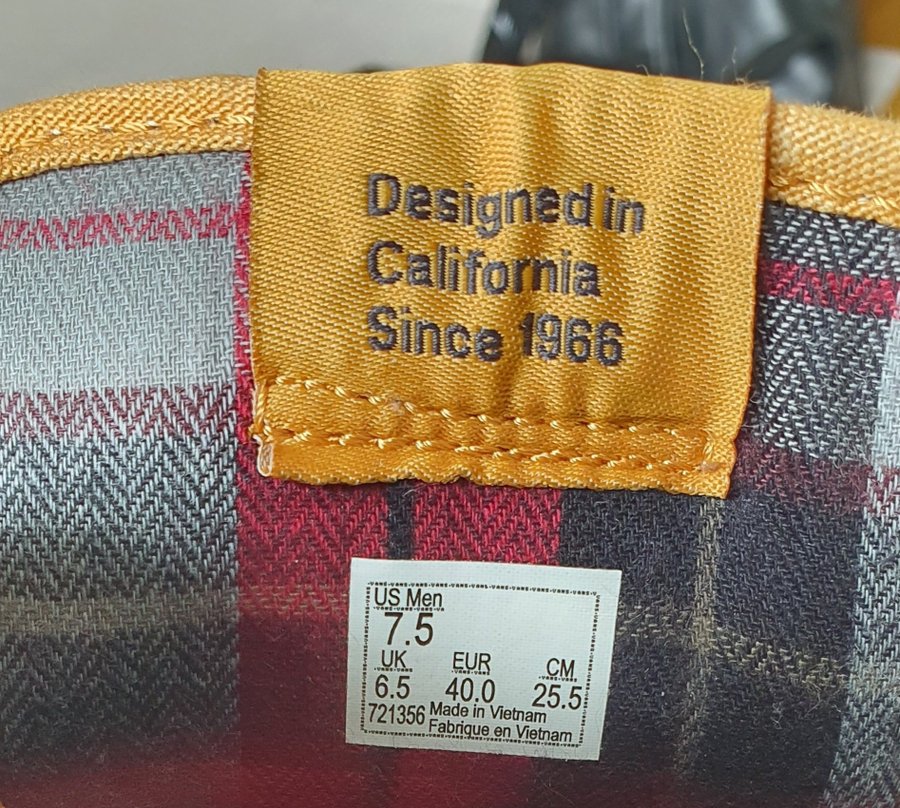 Designed in
California
Since 1966
US Men
7.5
UK EUR CM
6.5 40.0 25.5
721356 Made in Vietnam
Fabrique en Vietnam